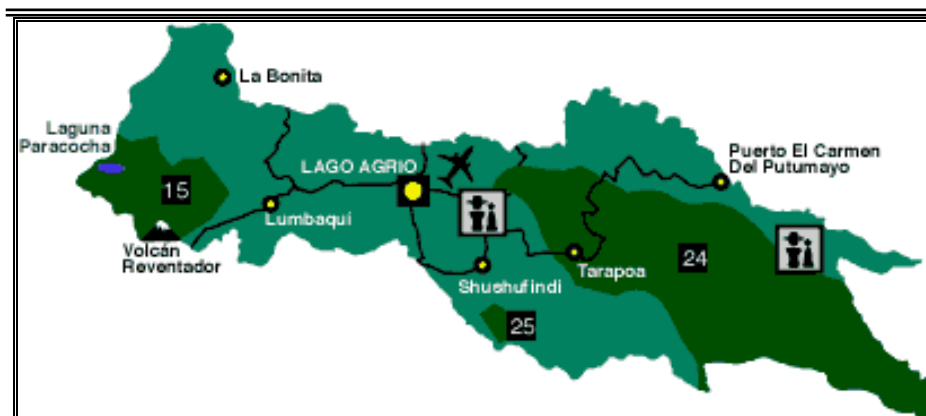 La Bonita
Laguna
Paracocha
LAGO AGRIO
Puerto El Carmen
Del Putumayo
15
Lumbaqui
Volcán
Reventador
Tarapoa
24
Shushufindi
25